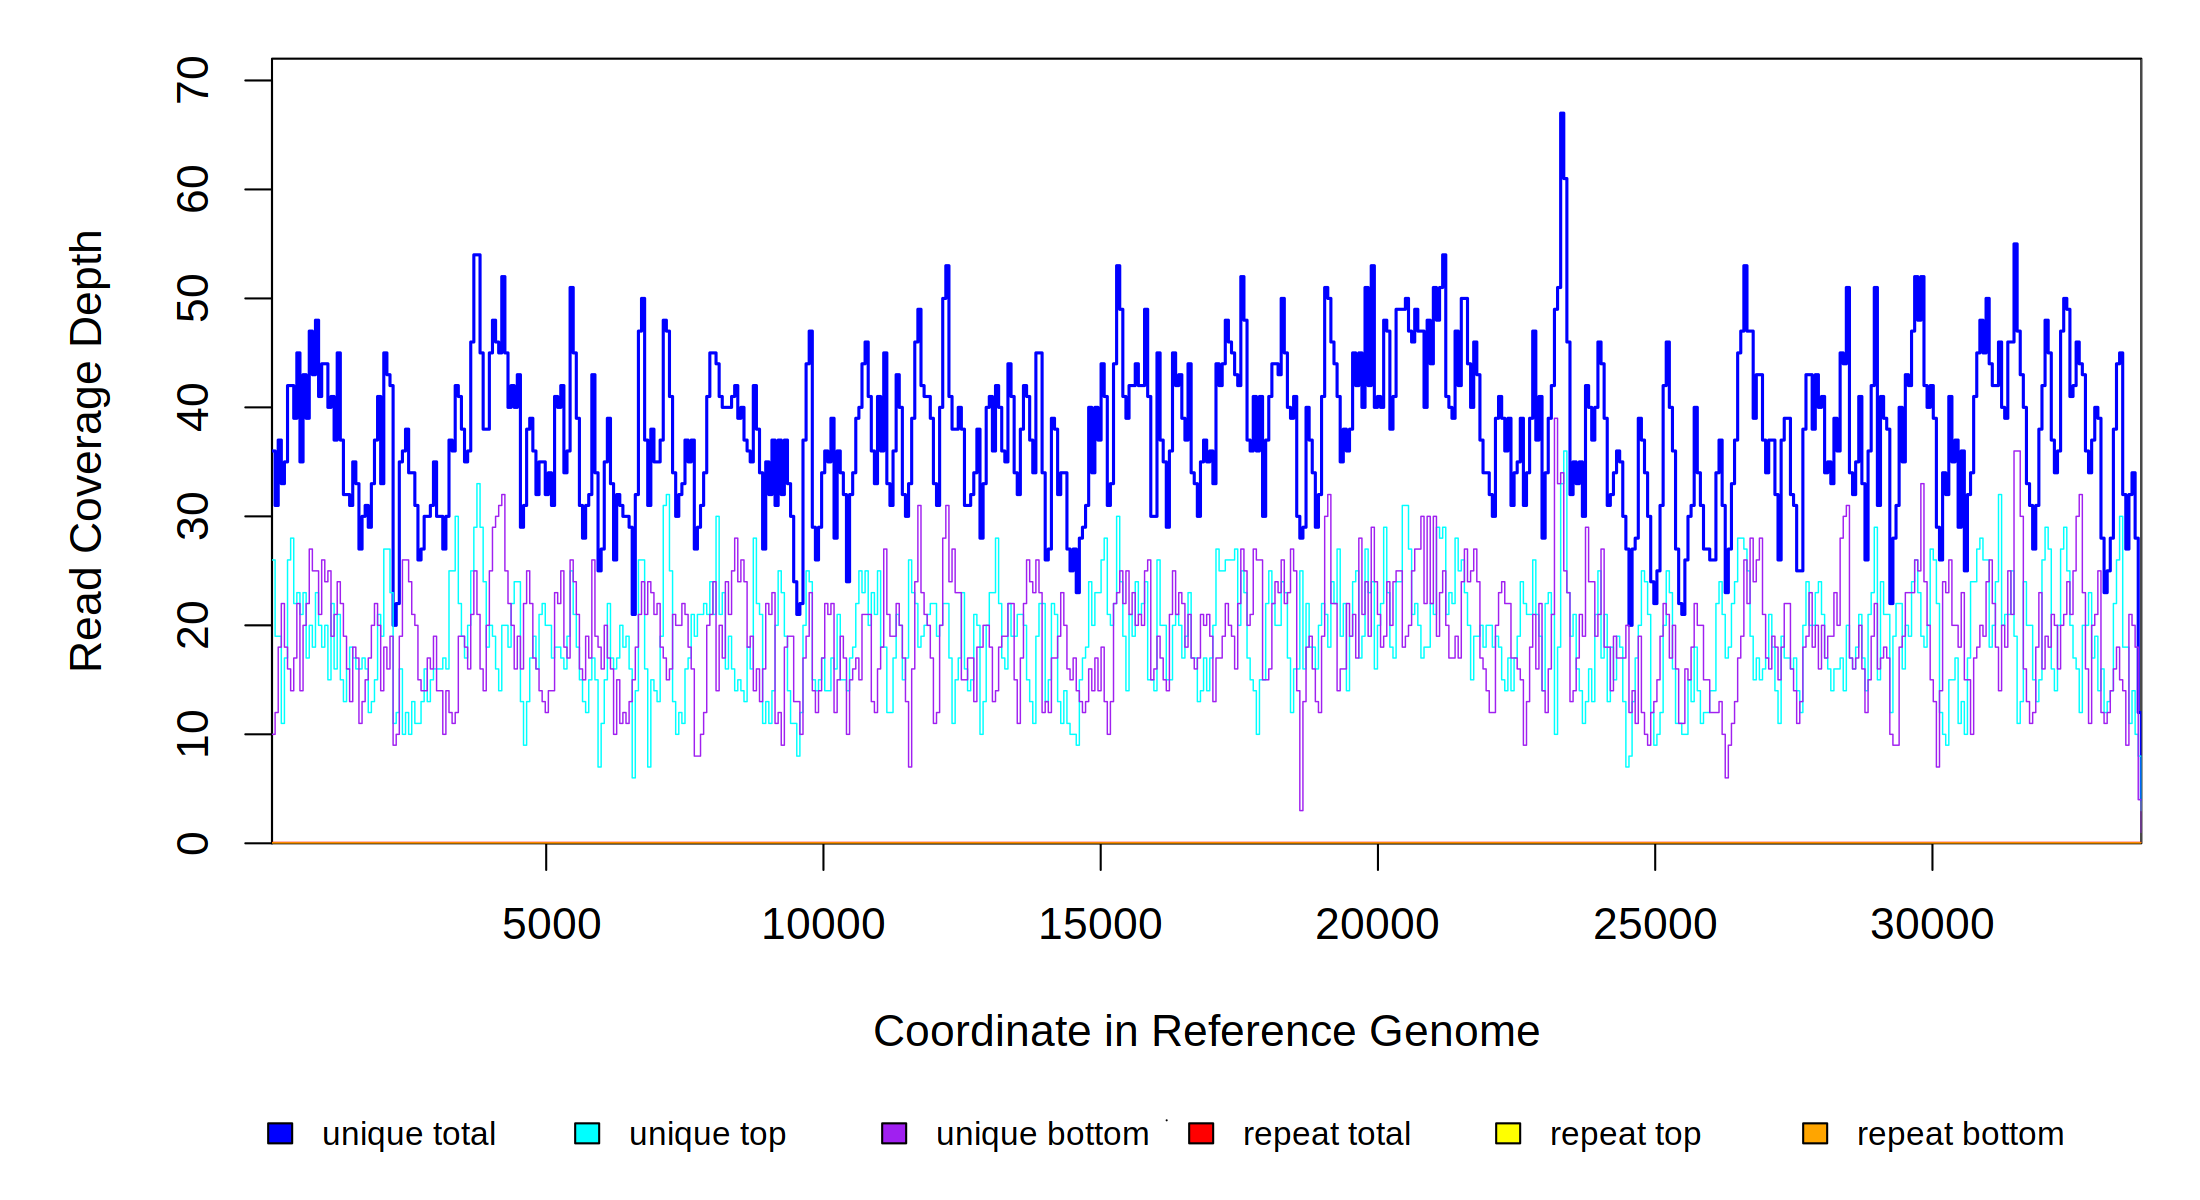 70
60
50
40
30
20
10
0
Read Coverage Depth
5000 10000 15000 20000 25000 30000
Coordinate in Reference Genome
unique total unique top unique bottom repeat total repeat top repeat bottom